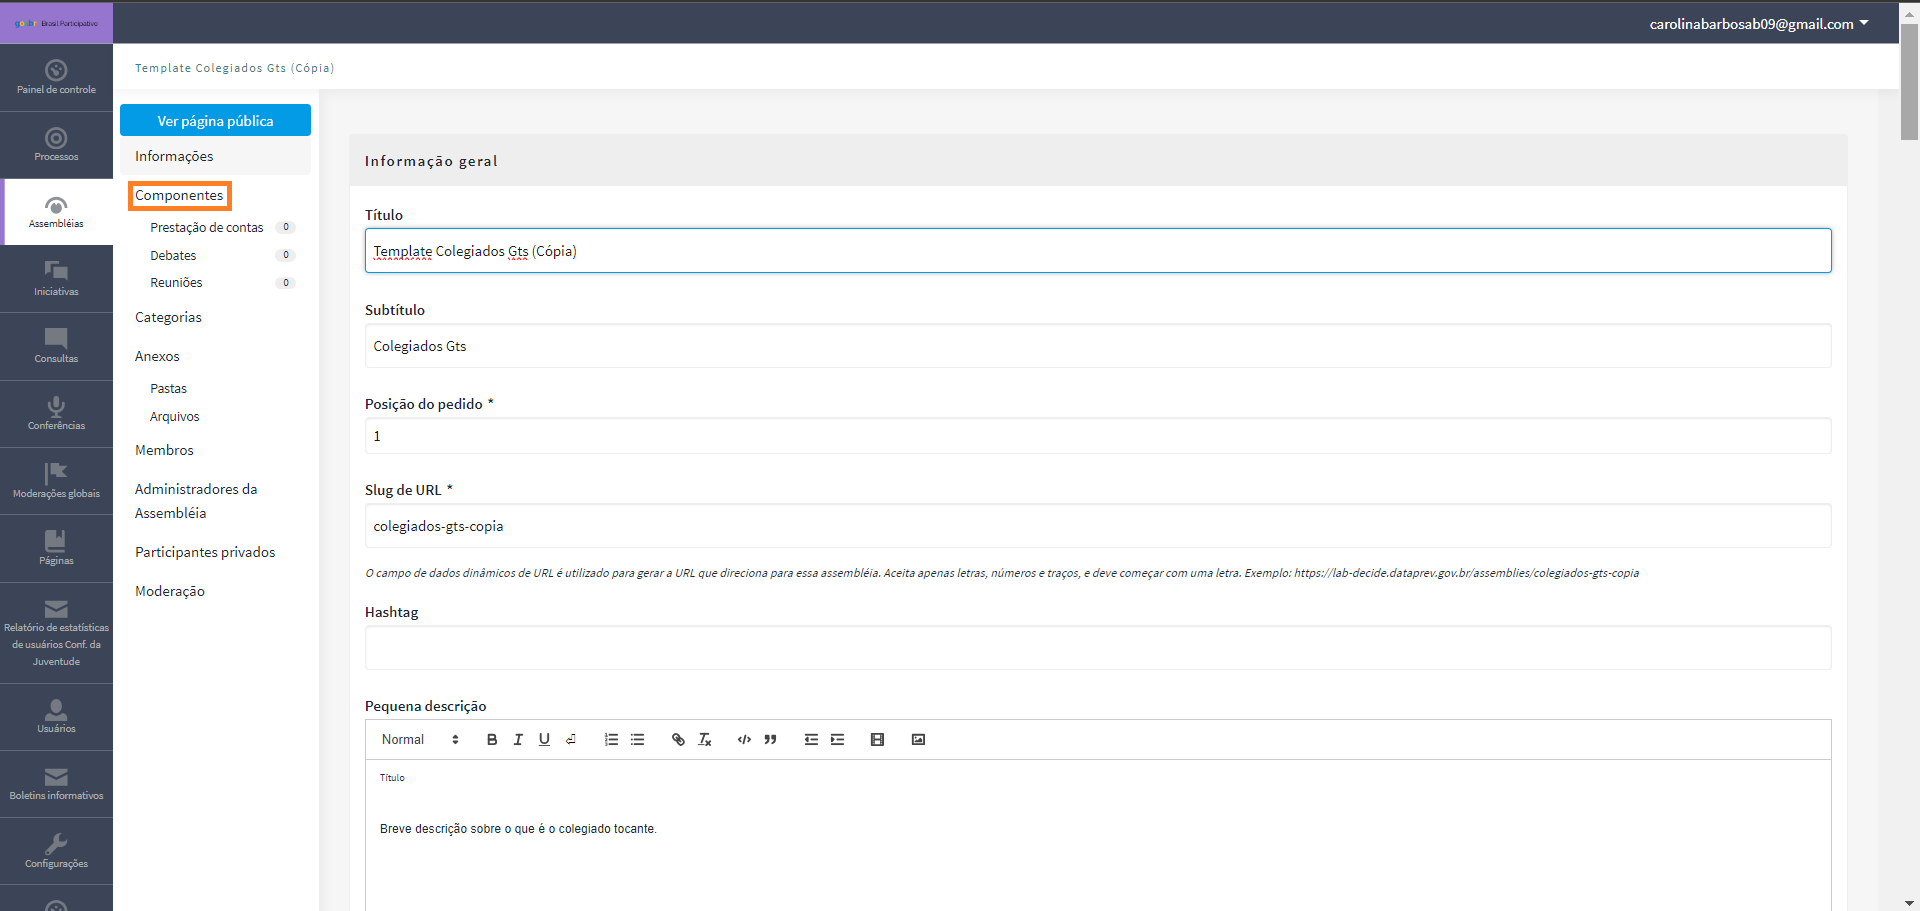 gov.br Brasil Participativo
carolinabarbosab09@gmail.com
Template Colegiados Gts (Cópia)
Painel de controle
Processos
Assembléias
Iniciativas
Consultas
Conferências
Moderações globais
Páginas
Relatório de estatísticas
de usuários Conf. da
Juventude
Usuários
Boletins informativos
Configurações
Ver página pública
Informações
Componentes
Prestação de contas 0
Debates 0
Reuniões 0
Categorias
Anexos
Pastas
Arquivos
Membros
Administradores da
Assembléia
Participantes privados
Moderação
Informação geral
Título
Template Colegiados Gts (Cópia)
Subtítulo
Colegiados Gts
Posição do pedido *
1
Slug de URL *
colegiados-gts-copia
O campo de dados dinâmicos de URL é utilizado para gerar a URL que direciona para essa assembléia. Aceita apenas letras, números e traços, e deve começar com uma letra. Exemplo: https://lab-decide.dataprev.gov.br/assemblies/colegiados-gts-copia
Hashtag
Pequena descrição
Normal
Título
Breve descrição sobre o que é o colegiado tocante.